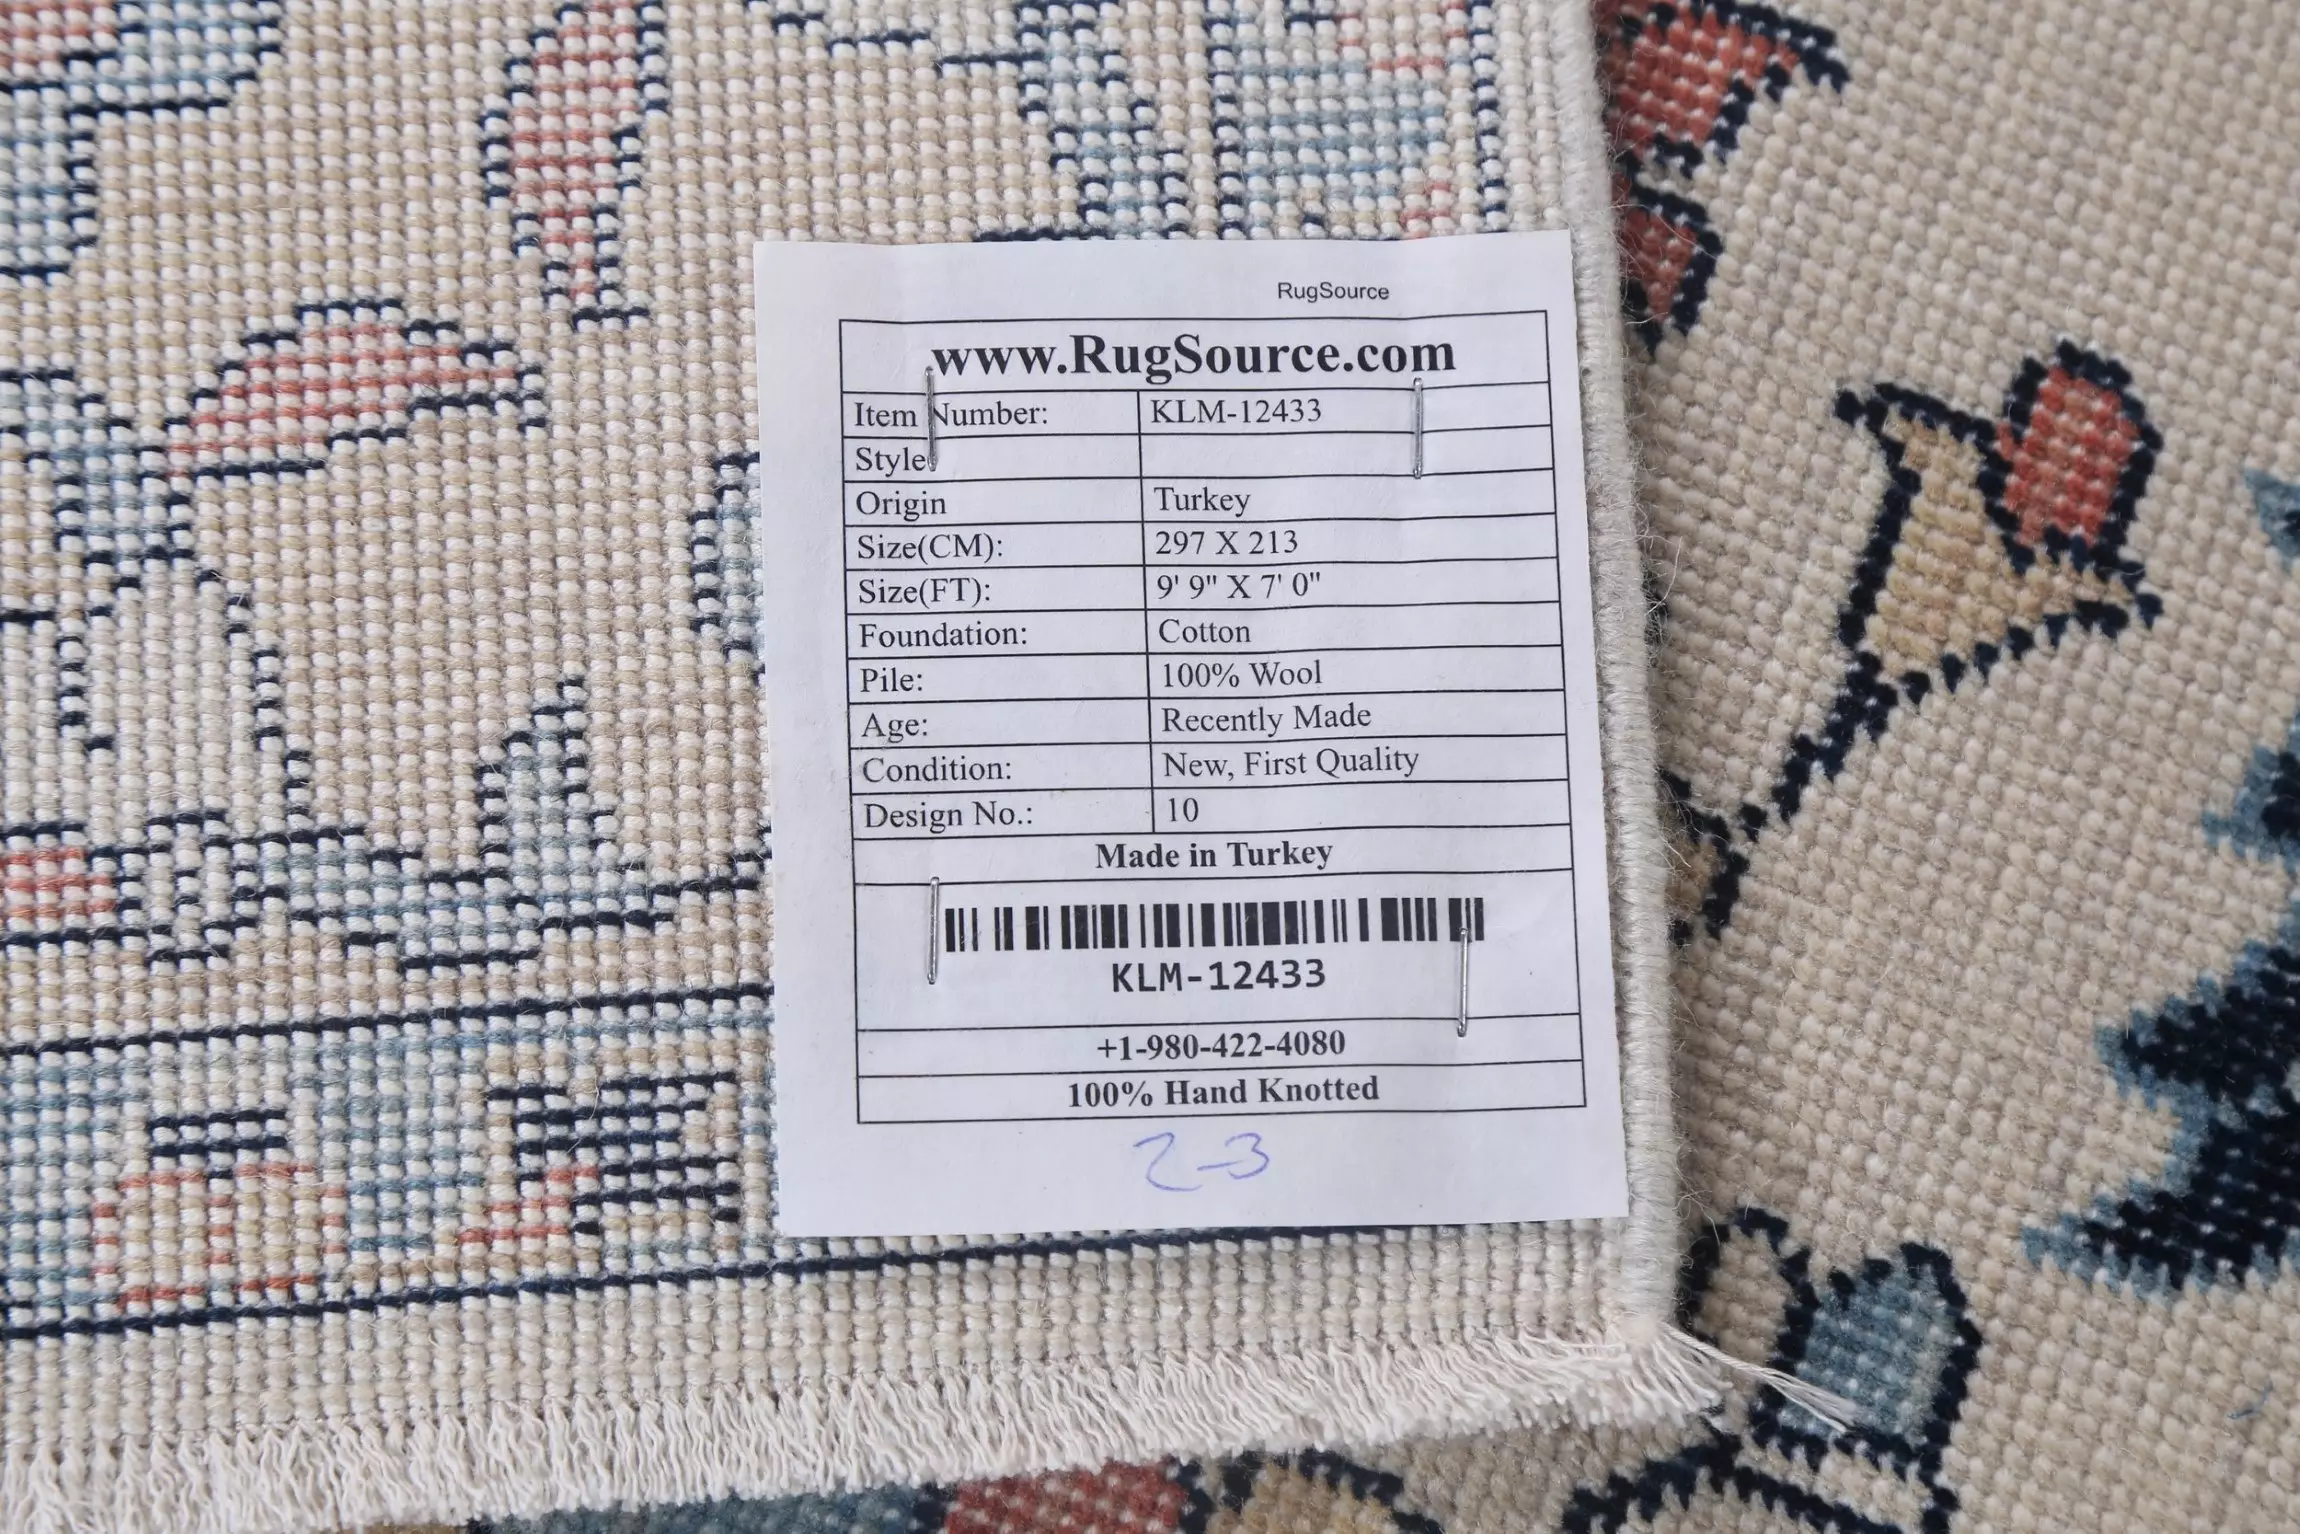 RugSource
www.RugSource.com
Item Number: KLM-12433
Style
Origin Turkey
Size(CM): 297 X 213
Size(FT): 9' 9" X 7' 0"
Foundation: Cotton
Pile: 100% Wool
Age: Recently Made
Condition: New, First Quality
Design No.: 10
Made in Turkey
KLM-12433
+1-980-422-4080
100% Hand Knotted
2-3